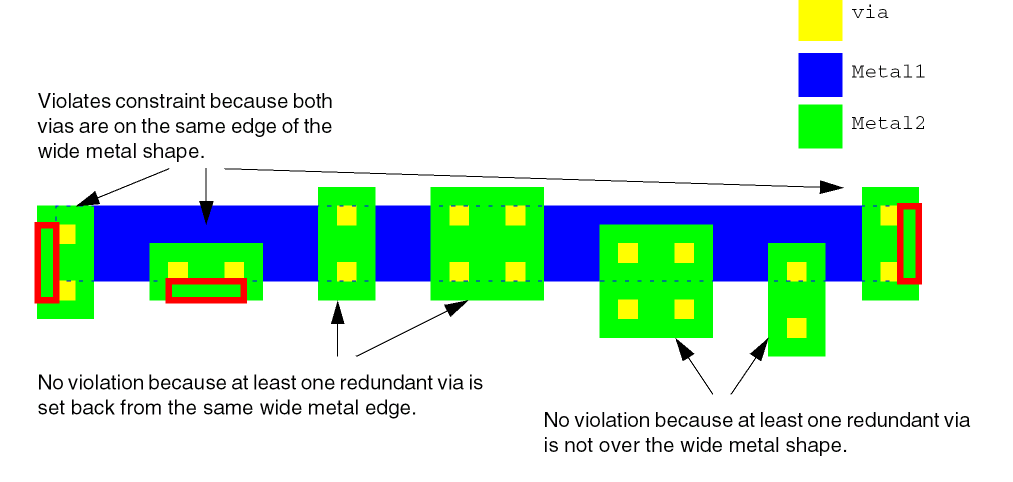 via
Metal1
Metal2
Violates constraint because both
vias are on the same edge of the
wide metal shape.
No violation because at least one redundant via is
set back from the same wide metal edge.
No violation because at least one redundant via
is not over the wide metal shape.